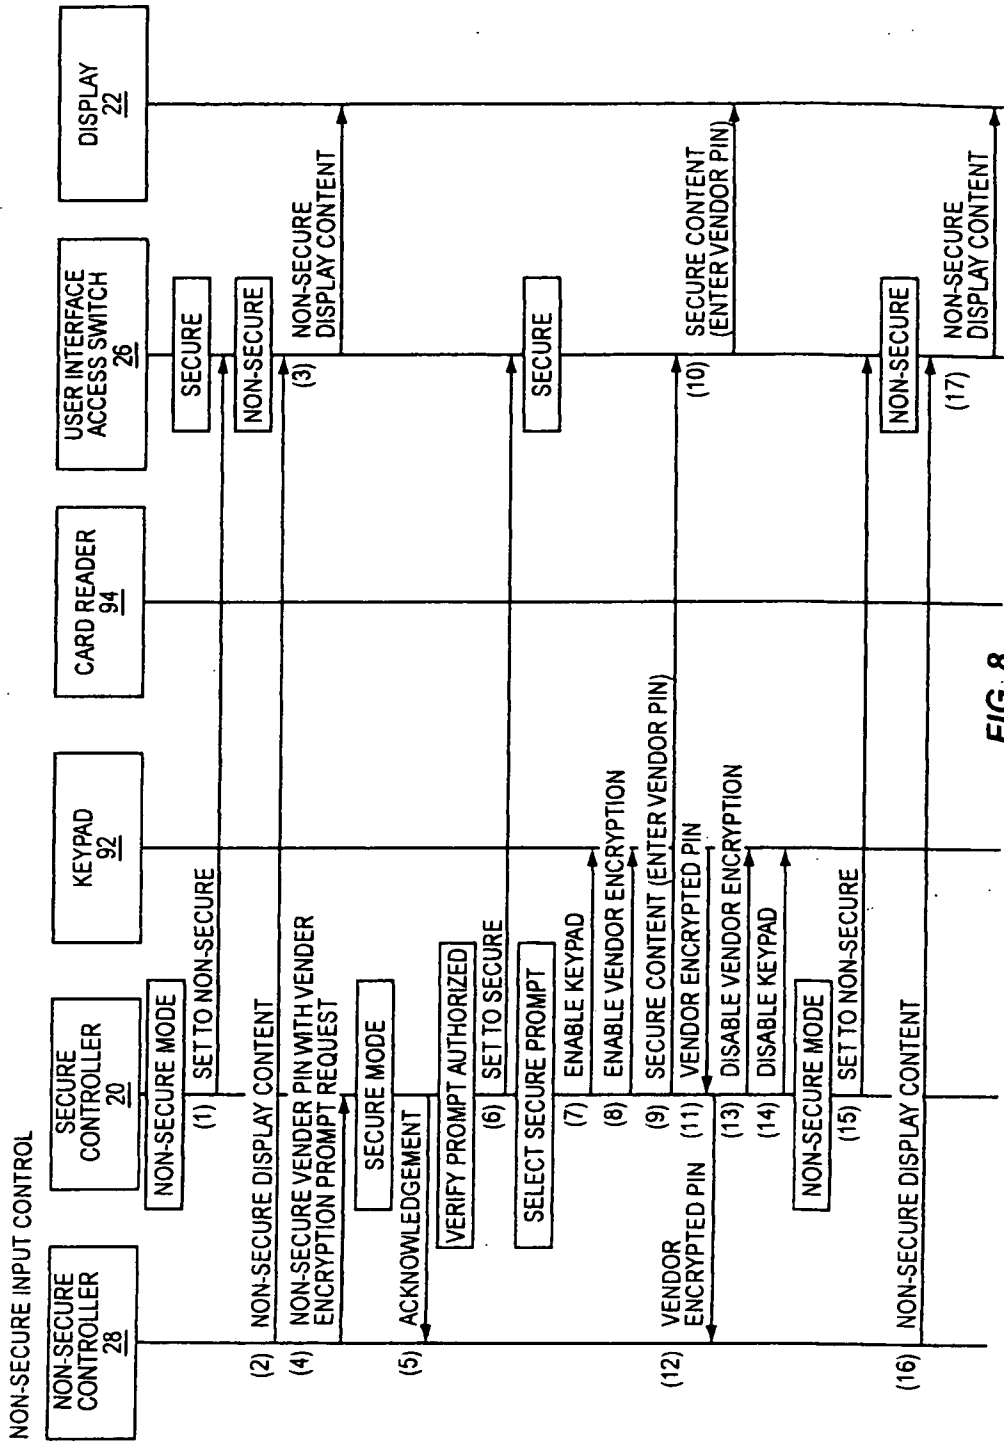 NON-SECURE INPUT CONTROL
NON-SECURE
CONTROLLER
28
SECURE
CONTROLLER
20
KEYPAD
92
CARD READER
94
USER INTERFACE
ACCESS SWITCH
26
DISPLAY
22
NON-SECURE MODE
SECURE
(1)
SET TO NON-SECURE
NON-SECURE
(2)
NON-SECURE DISPLAY CONTENT
(3)
NON-SECURE
DISPLAY CONTENT
(4)
NON-SECURE VENDER PIN WITH VENDER
ENCRYPTION PROMPT REQUEST
SECURE MODE
(5)
ACKNOWLEDGEMENT
VERIFY PROMPT AUTHORIZED
(6)
SET TO SECURE
SELECT SECURE PROMPT
SECURE
(7)
ENABLE KEYPAD
(8)
ENABLE VENDOR ENCRYPTION
(9)
SECURE CONTENT (ENTER VENDOR PIN)
(10)
SECURE CONTENT
(ENTER VENDOR PIN)
(11)
VENDOR ENCRYPTED PIN
(12)
VENDOR
ENCRYPTED PIN
(13)
DISABLE VENDOR ENCRYPTION
(14)
DISABLE KEYPAD
NON-SECURE MODE
(15)
SET TO NON-SECURE
NON-SECURE
(16)
NON-SECURE DISPLAY CONTENT
(17)
NON-SECURE
DISPLAY CONTENT
FIG. 8